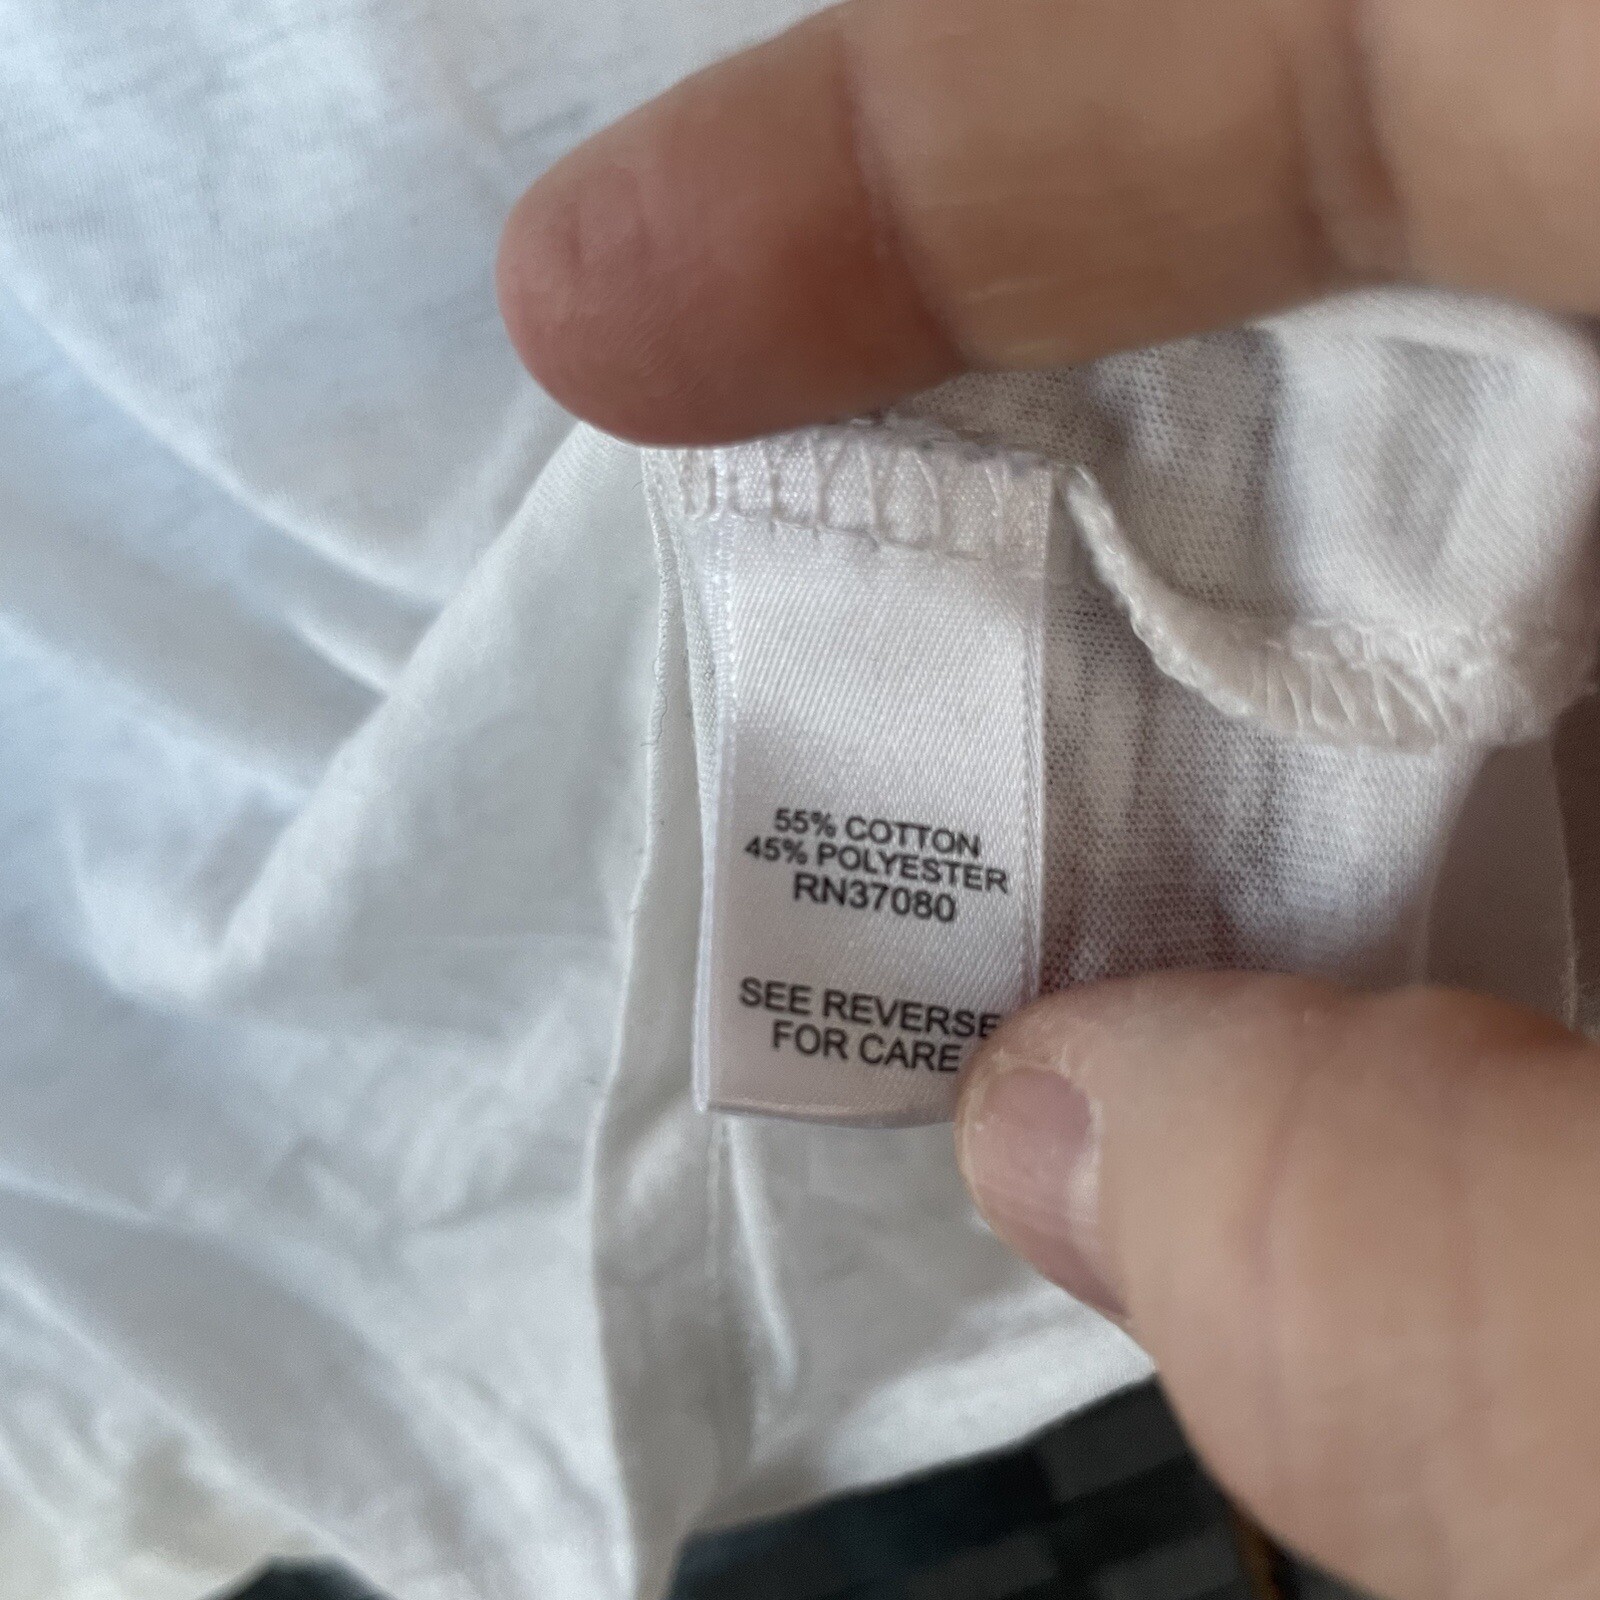 55% COTTON
45% POLYESTER
RN37080
SEE REVERSE
FOR CARE